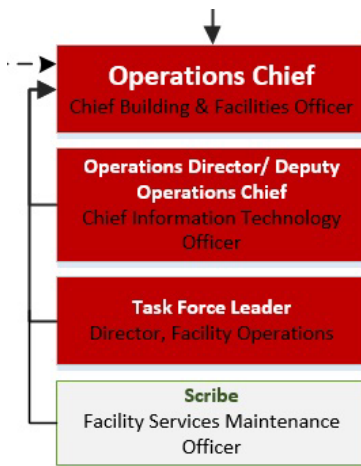 Operations Chief
Chief Building & Facilities Officer
Operations Director/ Deputy
Operations Chief
Chief Information Technology
Officer
Task Force Leader
Director, Facility Operations
Scribe
Facility Services Maintenance
Officer